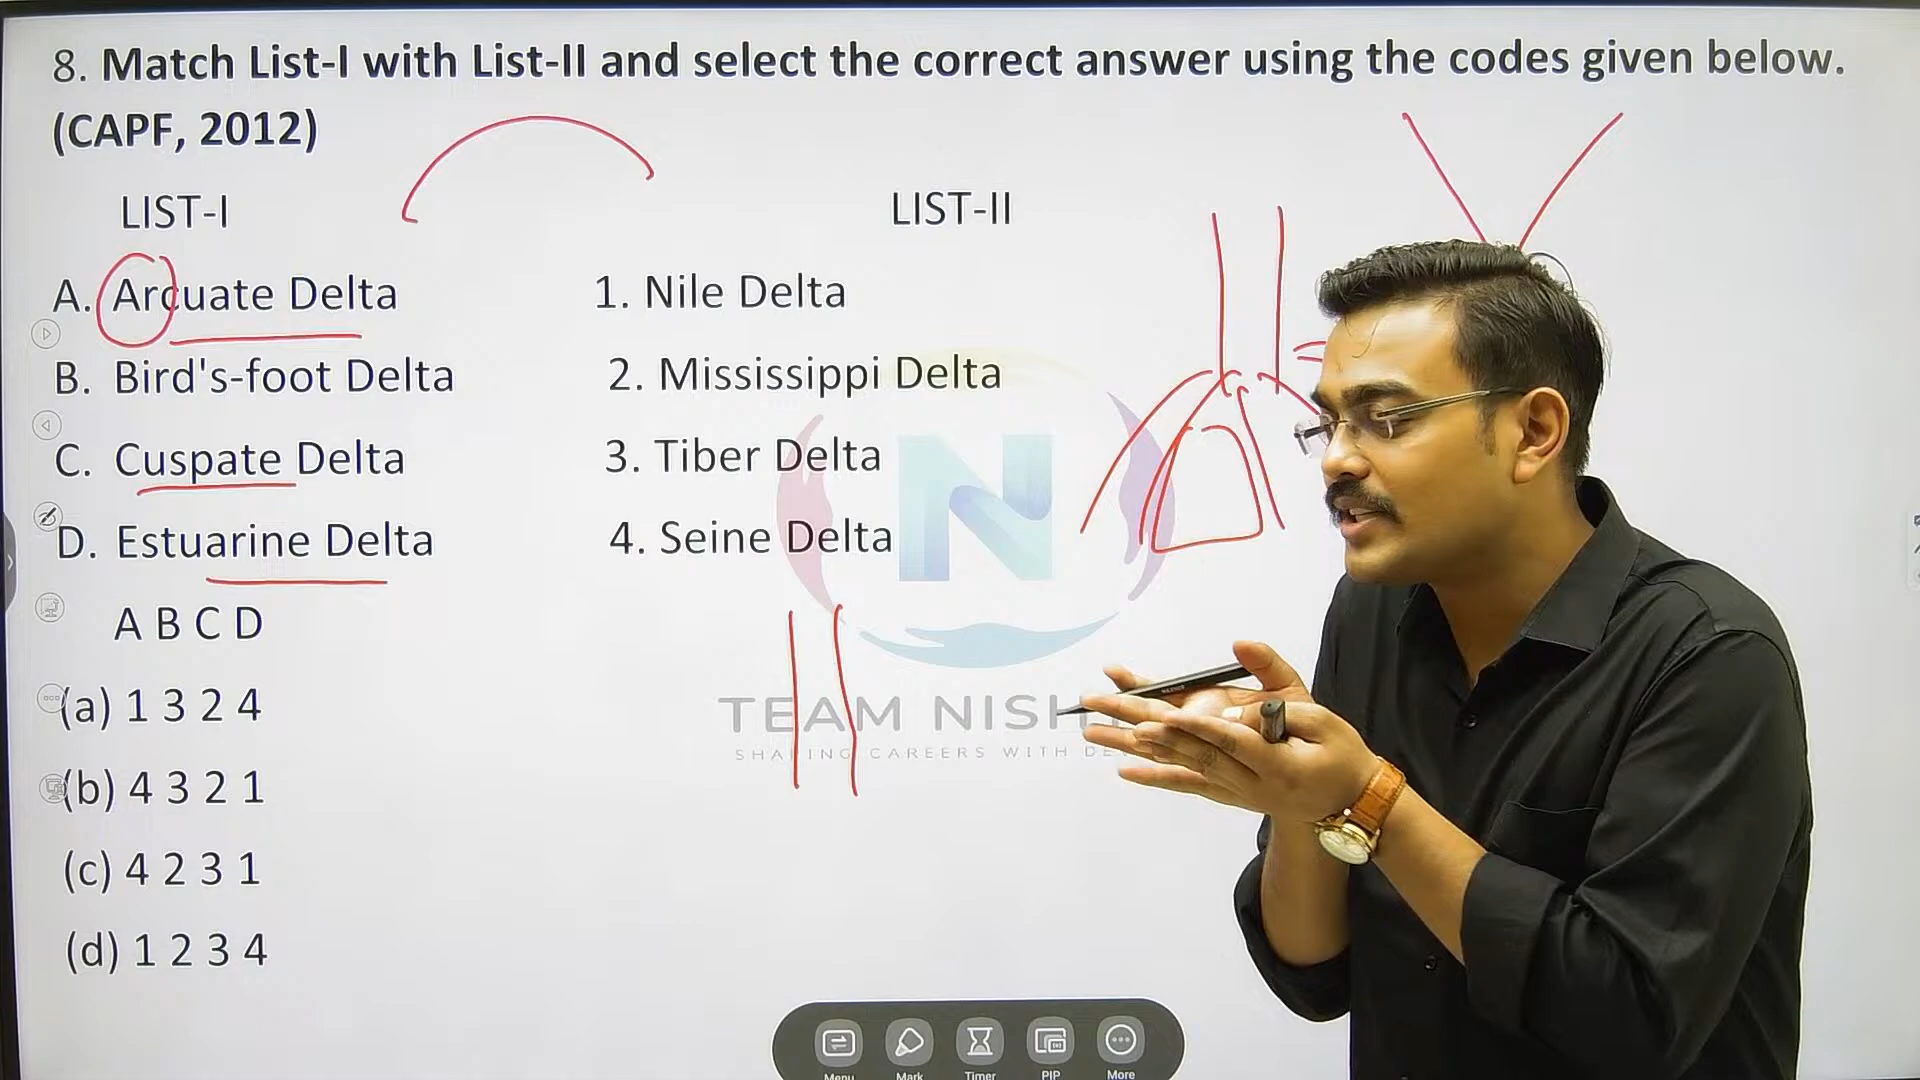 8. Match List-I with List-II and select the correct answer using the codes given below.
(CAPF, 2012)
LIST-I LIST-II
A. Arcuate Delta 1. Nile Delta
B. Bird's-foot Delta 2. Mississippi Delta
C. Cuspate Delta 3. Tiber Delta
D. Estuarine Delta 4. Seine Delta
A B C D
(a) 1 3 2 4
(b) 4 3 2 1
(c) 4 2 3 1
(d) 1 2 3 4
N
TEAM NISH
CAREERS WITH
Menu Mark Timer PIP More